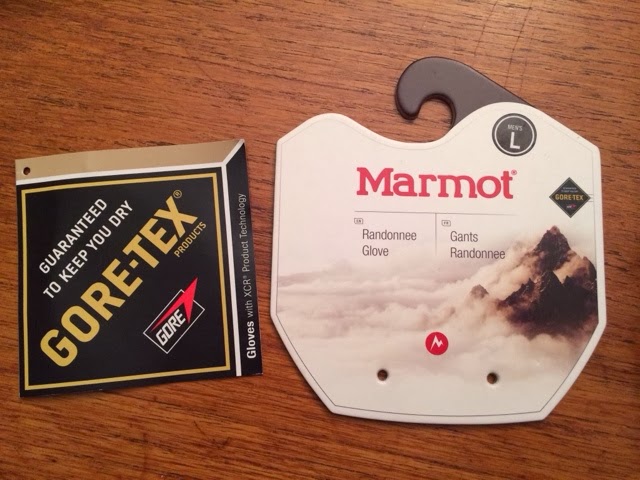 GUARANTEED
TO KEEP YOU DRY
GORE-TEX®
PRODUCTS
GORE
Gloves with XCR® Product Technology
MEN'S
L
Marmot®
GORE-TEX
EN
Randonnee
Glove
FR
Gants
Randonnee